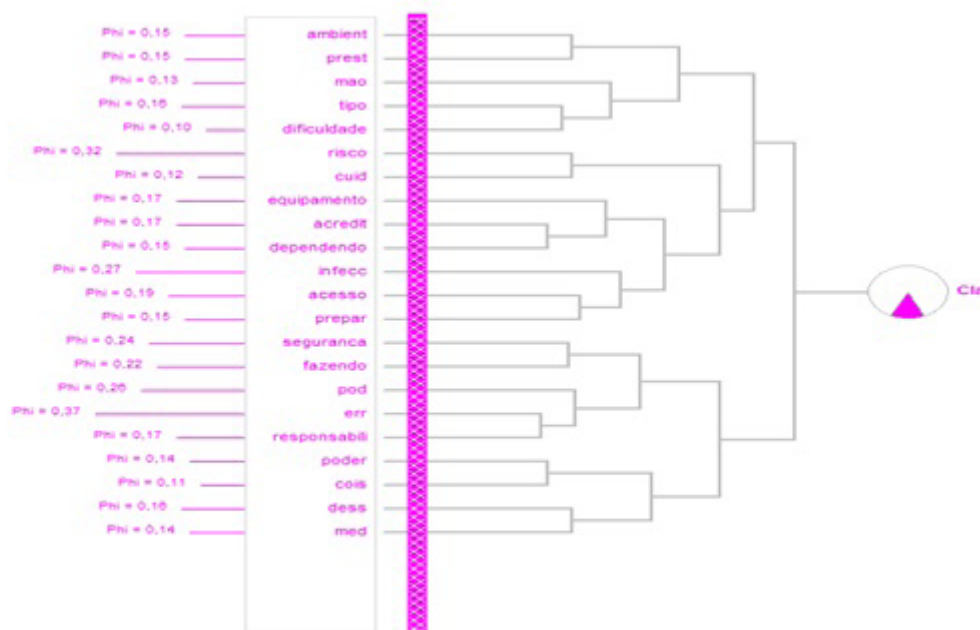 Phi = 0,15 ambient
Phi = 0,15 prest
Phi = 0,13 mao
Phi = 0,16 tipo
Phi = 0,10 dificuldade
Phi = 0,32 risco
Phi = 0,12 cuid
Phi = 0,17 equipamento
Phi = 0,17 acredit
Phi = 0,15 dependendo
Phi = 0,27 infecc
Phi = 0,19 acesso
Phi = 0,15 prepar
Phi = 0,24 seguranca
Phi = 0,22 fazendo
Phi = 0,26 pod
Phi = 0,37 err
Phi = 0,17 responsabili
Phi = 0,14 poder
Phi = 0,11 cois
Phi = 0,16 dess
Phi = 0,14 med
Cla